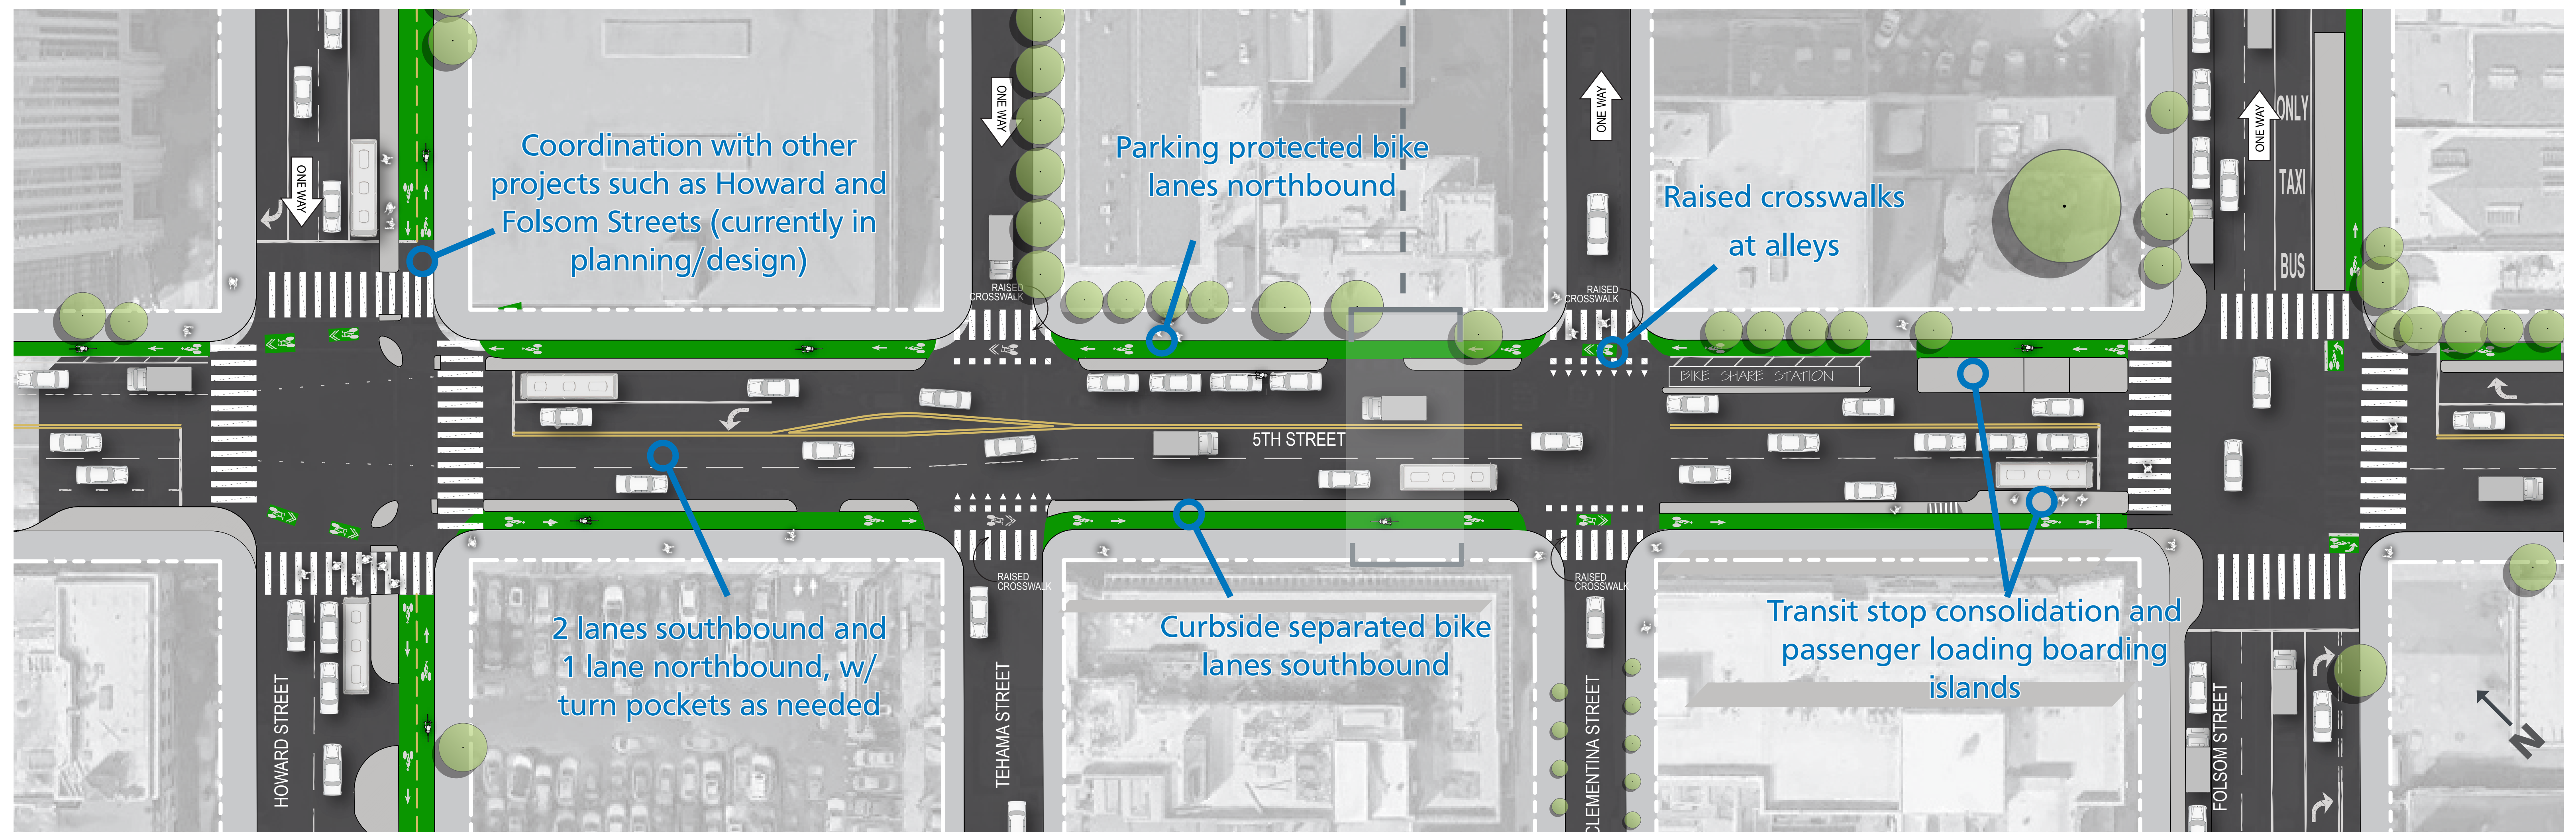 Coordination with other
projects such as Howard and
Folsom Streets (currently in
planning/design)
Parking protected bike
lanes northbound
Raised crosswalks
at alleys
ONE WAY
ONE WAY
ONE WAY
ONE WAY
ONLY
TAXI
BUS
RAISED
CROSSWALK
RAISED
CROSSWALK
BIKE SHARE STATION
5TH STREET
RAISED
CROSSWALK
RAISED
CROSSWALK
2 lanes southbound and
1 lane northbound, w/
turn pockets as needed
Curbside separated bike
lanes southbound
Transit stop consolidation and
passenger loading boarding
islands
HOWARD STREET
TEHAMA STREET
CLEMENTINA STREET
FOLSOM STREET
N